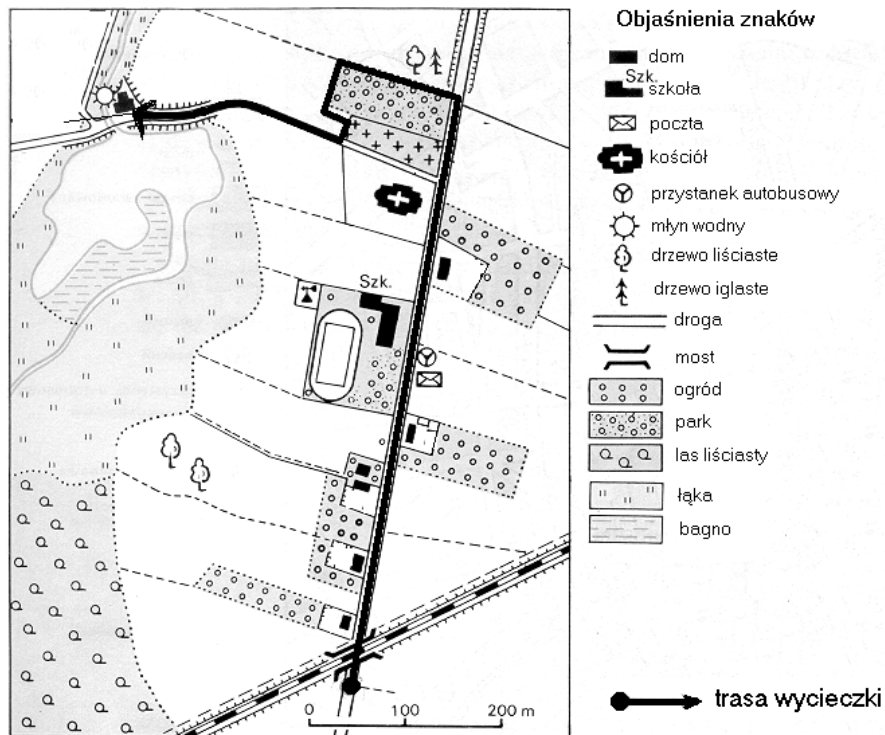 Objaśnienia znaków
dom
Szk.
szkoła
poczta
kościół
przystanek autobusowy
młyn wodny
drzewo liściaste
drzewo iglaste
droga
most
ogród
park
las liściasty
łąka
bagno
trasa wycieczki
Szk.
0 100 200 m